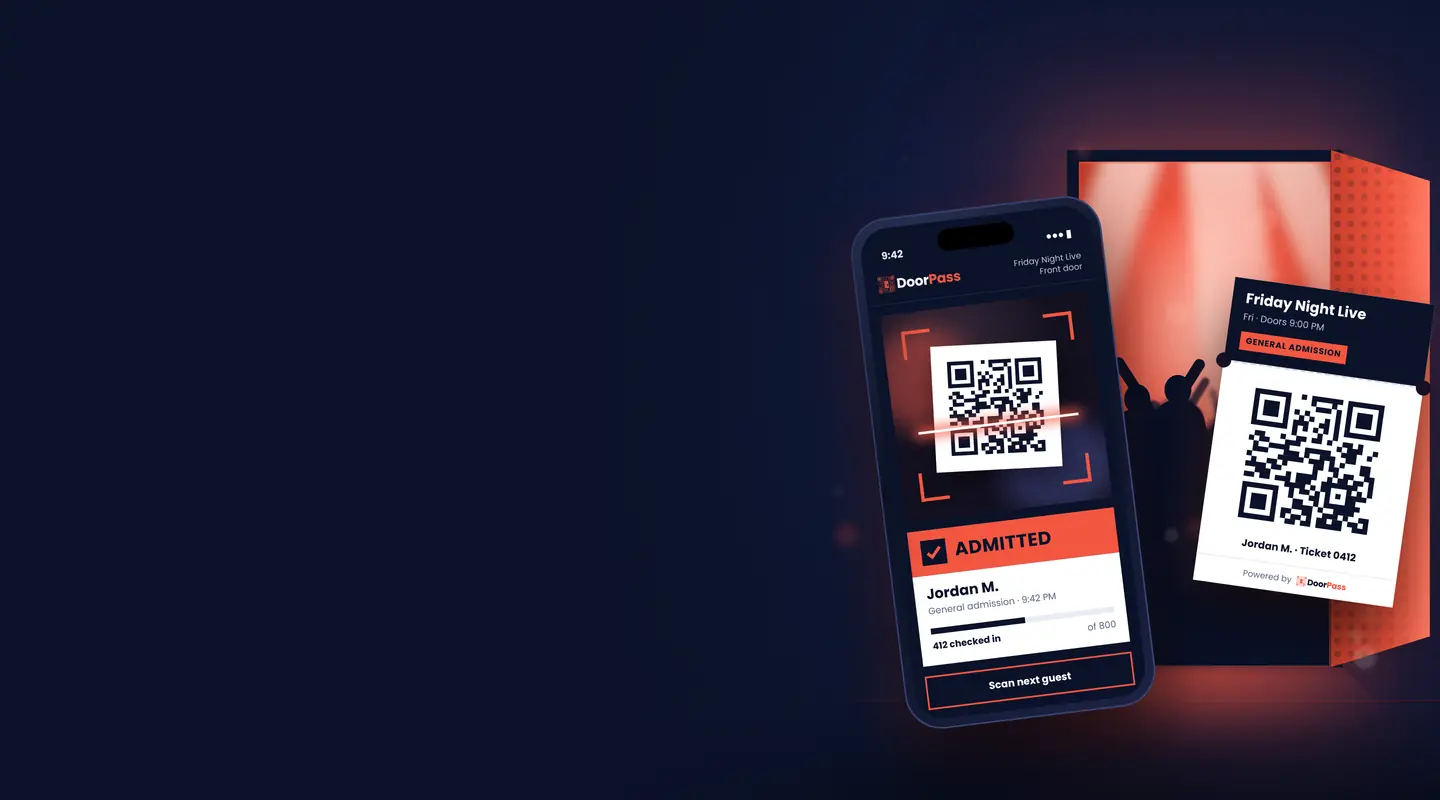 9:42
DoorPass
Friday Night Live
Front door
ADMITTED
Jordan M.
General admission · 9:42 PM
412 checked in
of 800
Scan next guest
Friday Night Live
Fri · Doors 9:00 PM
GENERAL ADMISSION
Jordan M. · Ticket 0412
Powered by DoorPass